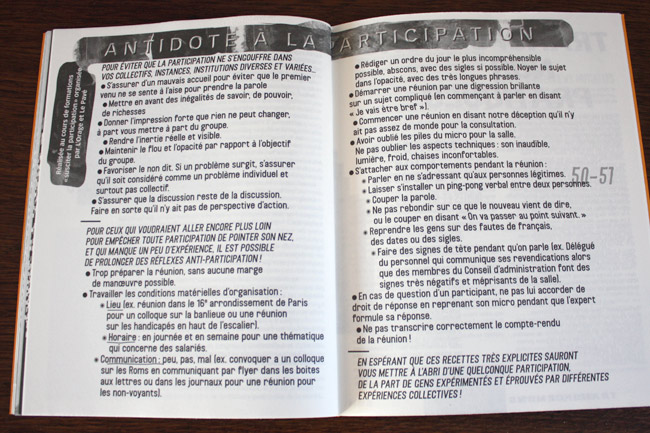 ANTIDOTE À LA PARTICIPATION
Réalisée au cours de formations
« susciter la participation » organisées
par L'Orage et Le Pavé
POUR ÉVITER QUE LA PARTICIPATION NE S'ENGOUFFRE DANS
VOS COLLECTIFS, INSTANCES, INSTITUTIONS DIVERSES ET VARIÉES...
● S'assurer d'un mauvais accueil pour éviter que le premier
venu ne se sente à l'aise pour prendre la parole
● Mettre en avant des inégalités de savoir, de pouvoir,
de richesses
● Donner l'impression forte que rien ne peut changer,
à part vous mettre à part du groupe.
● Rendre l'inertie réelle et visible.
● Maintenir le flou et l'opacité par rapport à l'objectif
du groupe.
● Favoriser le non dit. Si un problème surgit, s'assurer
qu'il soit considéré comme un problème individuel et
surtout pas collectif.
● S'assurer que la discussion reste de la discussion.
Faire en sorte qu'il n'y ait pas de perspective d'action.
POUR CEUX QUI VOUDRAIENT ALLER ENCORE PLUS LOIN
POUR EMPÊCHER TOUTE PARTICIPATION DE POINTER SON NEZ,
ET QUI MANQUE UN PEU D'EXPÉRIENCE, IL EST POSSIBLE
DE PROLONGER DES RÉFLEXES ANTI-PARTICIPATION !
● Trop préparer la réunion, sans aucune marge
de manœuvre possible.
● Travailler les conditions matérielles d'organisation :
● Lieu (ex. réunion dans le 16e arrondissement de Paris
pour un colloque sur la banlieue ou une réunion
sur les handicapés en haut de l'escalier).
● Horaire : en journée et en semaine pour une thématique
qui concerne des salariés.
● Communication : peu, pas, mal (ex. convoquer a un colloque
sur les Roms en communiquant par flyer dans les boites
aux lettres ou dans les journaux pour une réunion pour
les non-voyants).
● Rédiger un ordre du jour le plus incompréhensible
possible, abscons, avec des sigles si possible. Noyer le sujet
dans l'opacité, avec des très longues phrases.
● Démarrer une réunion par une digression brillante
sur un sujet compliqué (en commençant à parler en disant
« Je vais être bref »).
● Commencer une réunion en disant notre déception qu'il n'y
ait pas assez de monde pour la consultation.
● Avoir oublié les piles du micro pour la salle.
Ne pas oublier les aspects techniques : son inaudible,
lumière, froid, chaises inconfortables.
● S'attacher aux comportements pendant la réunion :
● Parler en ne s'adressant qu'aux personnes légitimes.
● Laisser s'installer un ping-pong verbal entre deux personnes.
● Couper la parole.
● Ne pas rebondir sur ce que le nouveau vient de dire,
ou le couper en disant « On va passer au point suivant. »
● Reprendre les gens sur des fautes de français,
des dates ou des sigles.
● Faire des signes de tête pendant qu'on parle (ex. Délégué
du personnel qui communique ses revendications alors
que des membres du Conseil d'administration font des
signes très négatifs et méprisants de la salle).
● En cas de question d'un participant, ne pas lui accorder de
droit de réponse en reprenant son micro pendant que l'expert
formule sa réponse.
● Ne pas transcrire correctement le compte-rendu
de la réunion !
EN ESPÉRANT QUE CES RECETTES TRÈS EXPLICITES SAURONT
VOUS METTRE À L'ABRI D'UNE QUELCONQUE PARTICIPATION,
DE LA PART DE GENS EXPÉRIMENTÉS ET ÉPROUVÉS PAR DIFFÉRENTES
EXPÉRIENCES COLLECTIVES !
50-51